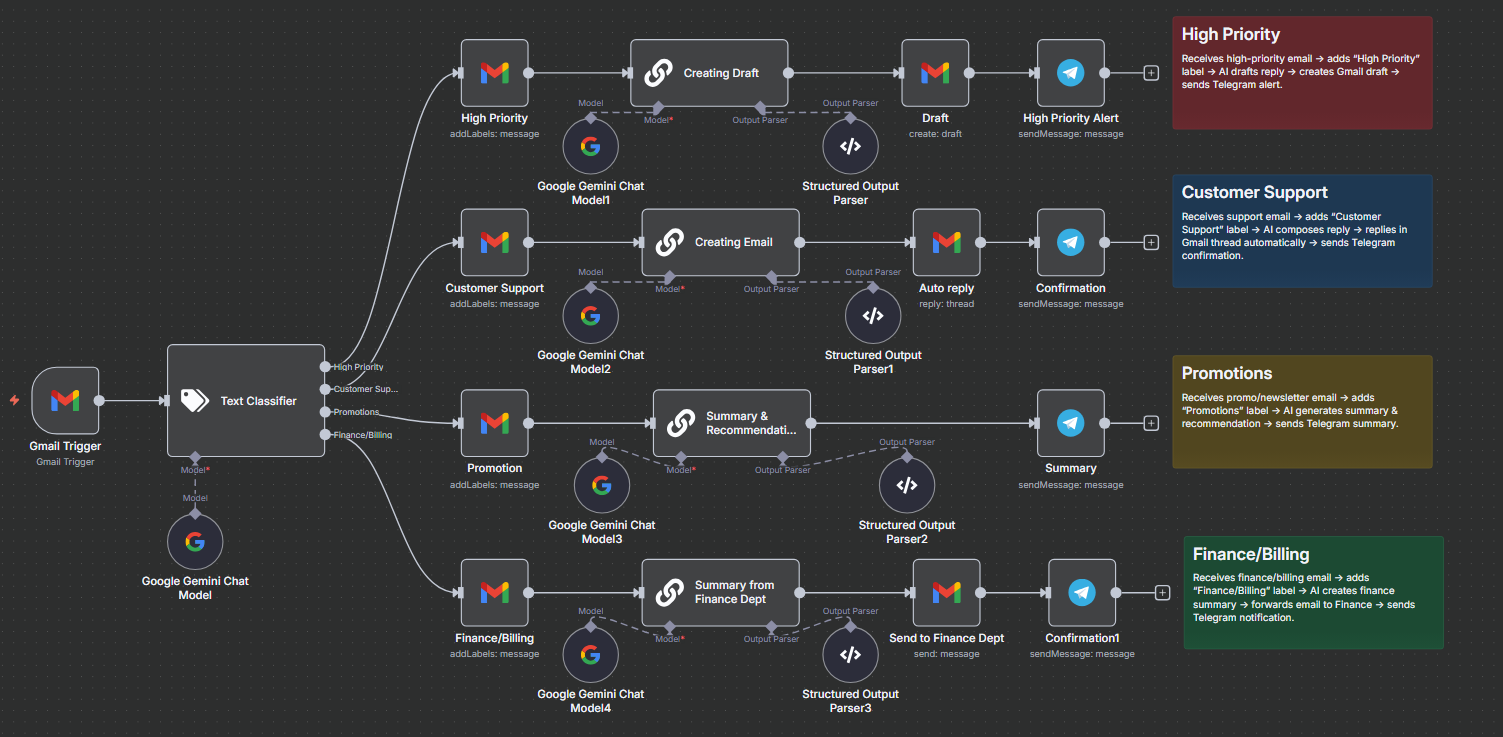 High Priority
Receives high-priority email → adds “High Priority”
label → AI drafts reply → creates Gmail draft →
sends Telegram alert.
Creating Draft
High Priority
addLabels: message
Model
Model*
Output Parser
Output Parser
Draft
create: draft
High Priority Alert
sendMessage: message
Google Gemini Chat
Model1
Structured Output
Parser
Customer Support
Receives support email → adds “Customer
Support” label → AI composes reply → replies in
Gmail thread automatically → sends Telegram
confirmation.
Creating Email
Customer Support
addLabels: message
Model
Model*
Output Parser
Output Parser
Auto reply
reply: thread
Confirmation
sendMessage: message
Google Gemini Chat
Model2
Structured Output
Parser1
Gmail Trigger
Gmail Trigger
Text Classifier
High Priority
Customer Sup...
Promotions
Finance/Billing
Model*
Model
Google Gemini Chat
Model
Promotions
Receives promo/newsletter email → adds
“Promotions” label → AI generates summary &
recommendation → sends Telegram summary.
Summary &
Recommendati...
Promotion
addLabels: message
Model
Model*
Output Parser
Output Parser
Summary
sendMessage: message
Google Gemini Chat
Model3
Structured Output
Parser2
Finance/Billing
Receives finance/billing email → adds
“Finance/Billing” label → AI creates finance
summary → forwards email to Finance → sends
Telegram notification.
Summary from
Finance Dept
Finance/Billing
addLabels: message
Model
Model*
Output Parser
Output Parser
Send to Finance Dept
send: message
Confirmation1
sendMessage: message
Google Gemini Chat
Model4
Structured Output
Parser3